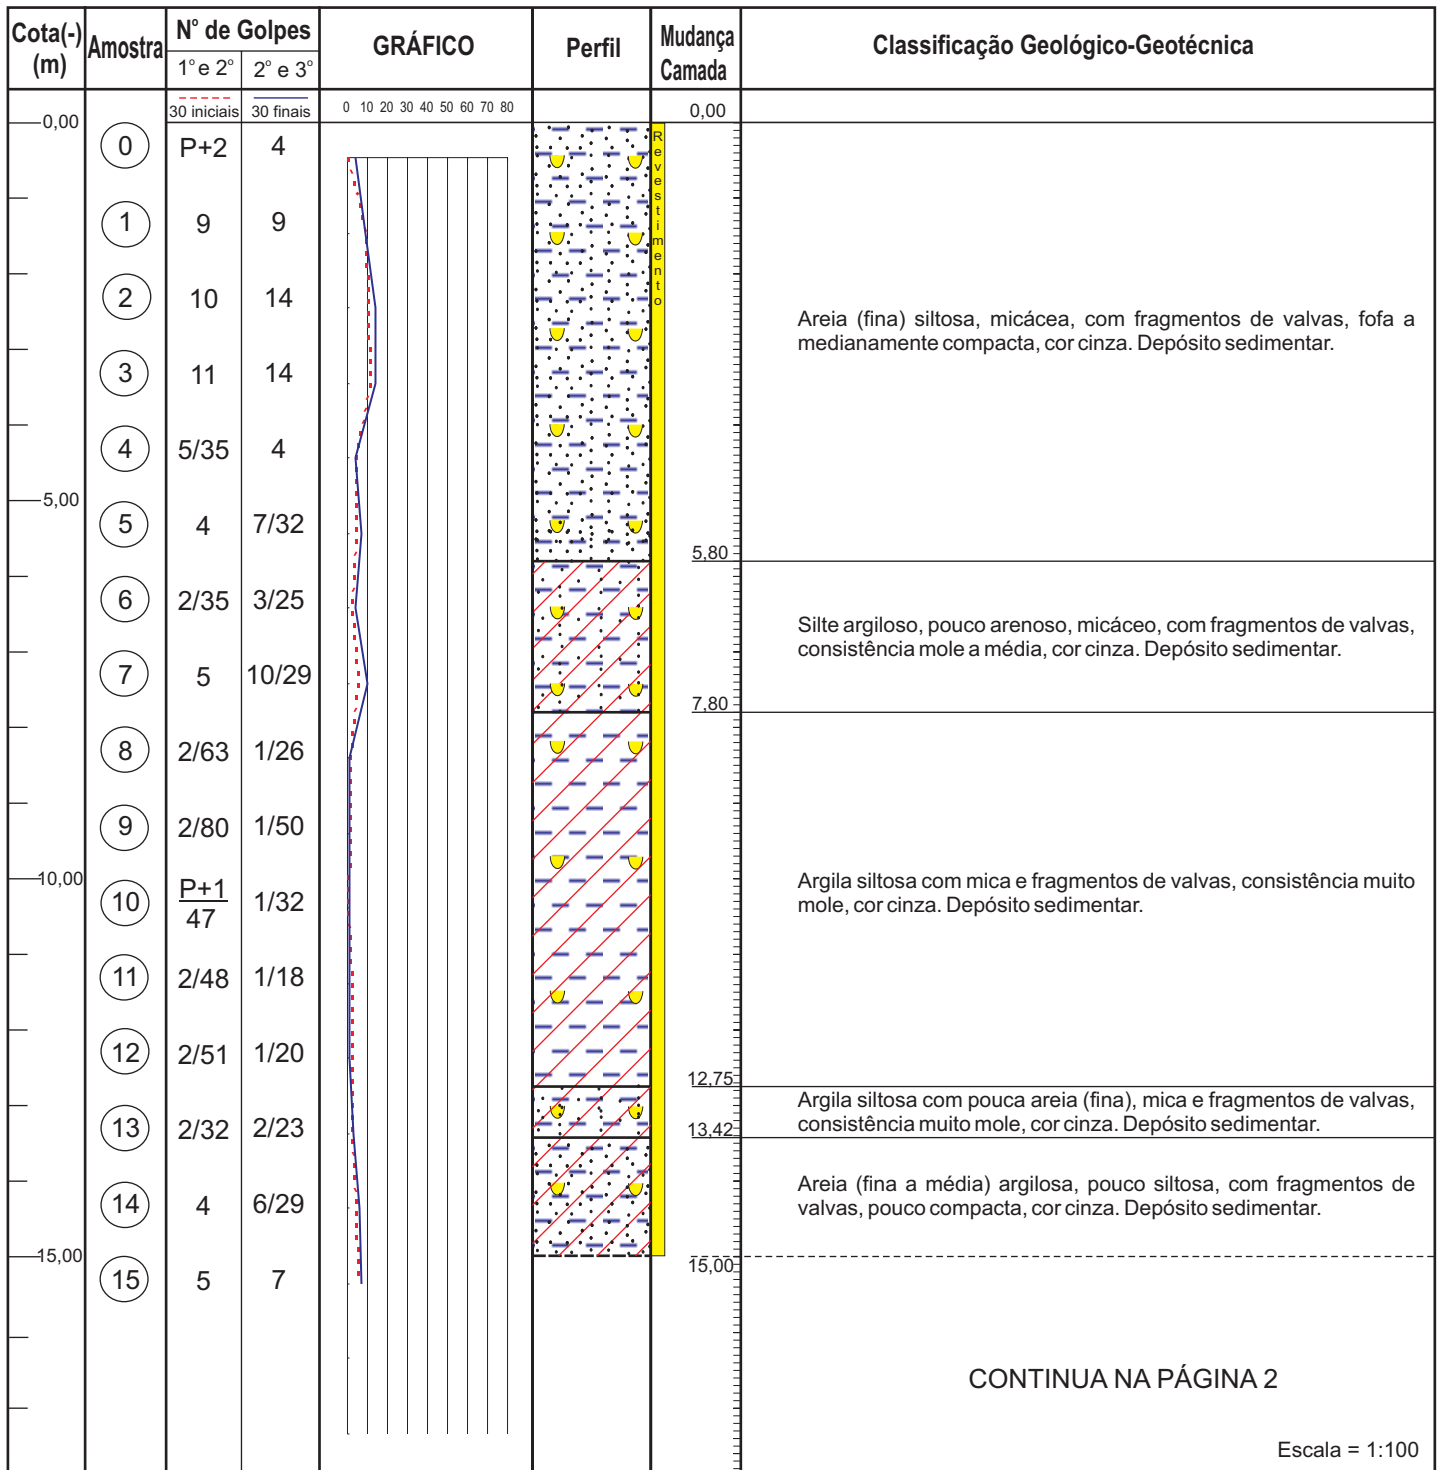 Cota(-) (m)
Amostra
N° de Golpes
1° e 2°
2° e 3°
GRÁFICO
Perfil
Mudança Camada
Classificação Geológico-Geotécnica
30 iniciais
30 finais
0 10 20 30 40 50 60 70 80
0,00
0,00
Revestimento
0 P+2 4
1 9 9
2 10 14
Areia (fina) siltosa, micácea, com fragmentos de valvas, fofa a
medianamente compacta, cor cinza. Depósito sedimentar.
3 11 14
4 5/35 4
5,00
5 4 7/32
5,80
6 2/35 3/25
Silte argiloso, pouco arenoso, micáceo, com fragmentos de valvas,
consistência mole a média, cor cinza. Depósito sedimentar.
7 5 10/29
7,80
8 2/63 1/26
9 2/80 1/50
10,00
10 P+1/47 1/32
Argila siltosa com mica e fragmentos de valvas, consistência muito
mole, cor cinza. Depósito sedimentar.
11 2/48 1/18
12 2/51 1/20
12,75
Argila siltosa com pouca areia (fina), mica e fragmentos de valvas,
consistência muito mole, cor cinza. Depósito sedimentar.
13 2/32 2/23
13,42
Areia (fina a média) argilosa, pouco siltosa, com fragmentos de
valvas, pouco compacta, cor cinza. Depósito sedimentar.
14 4 6/29
15,00
15,00
15 5 7
CONTINUA NA PÁGINA 2
Escala = 1:100